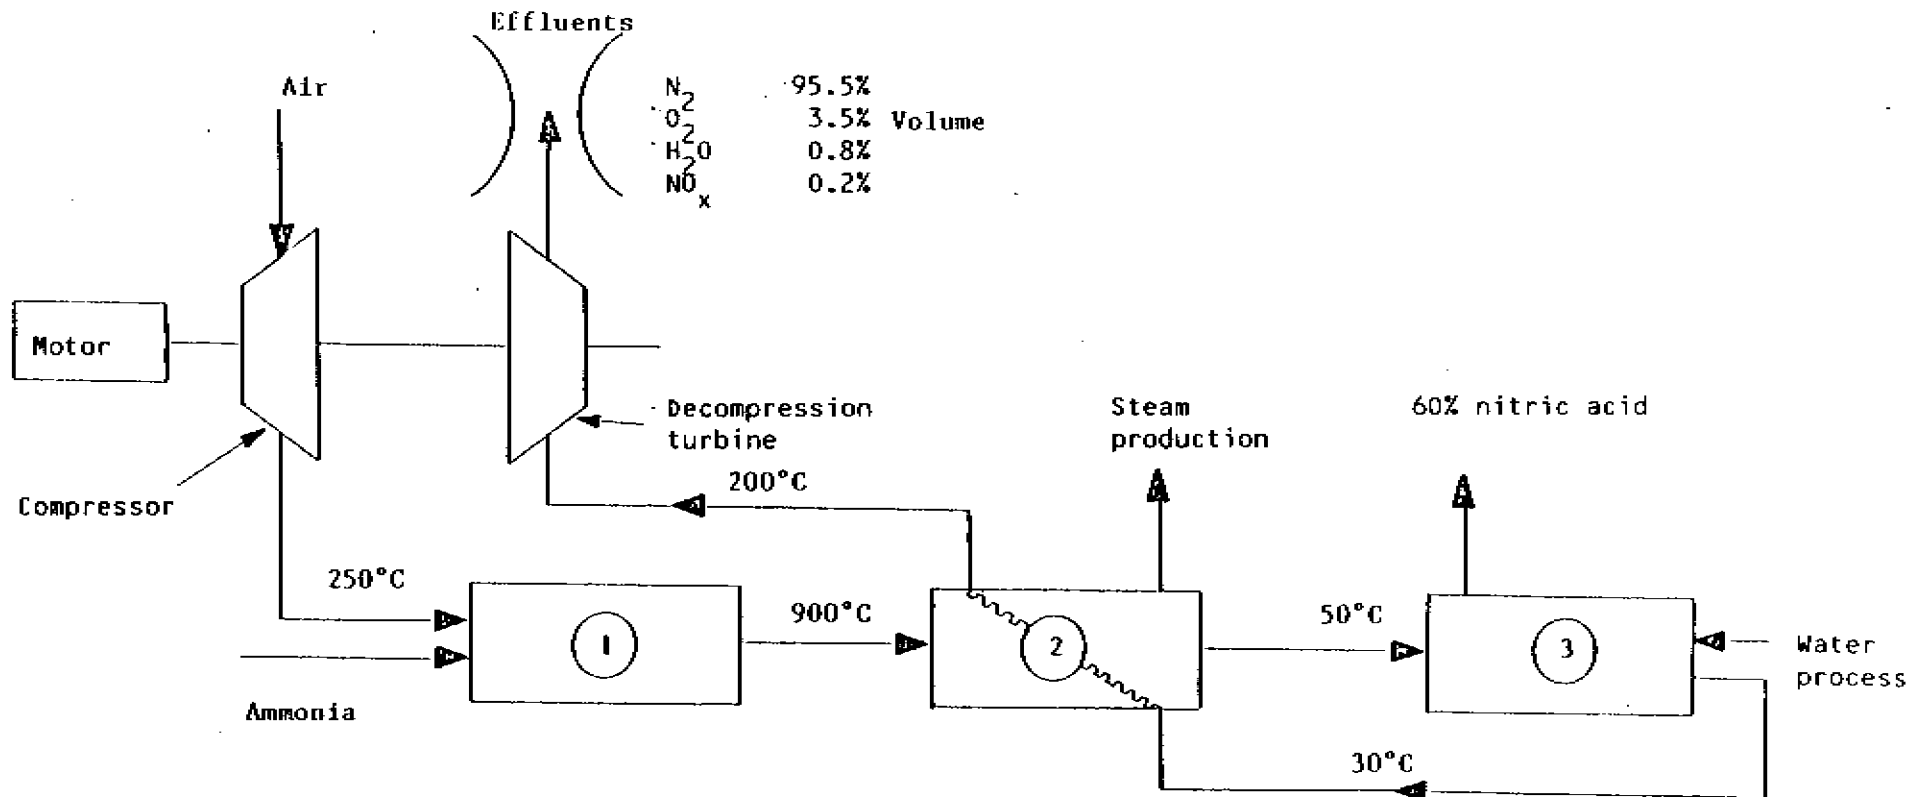 Effluents
Air
N2 95.5%
O2 3.5% Volume
H2O 0.8%
NOx 0.2%
Motor
Decompression
turbine
Steam
production
60% nitric acid
Compressor
200°C
250°C
900°C
50°C
1
2
3
Water
process
Ammonia
30°C